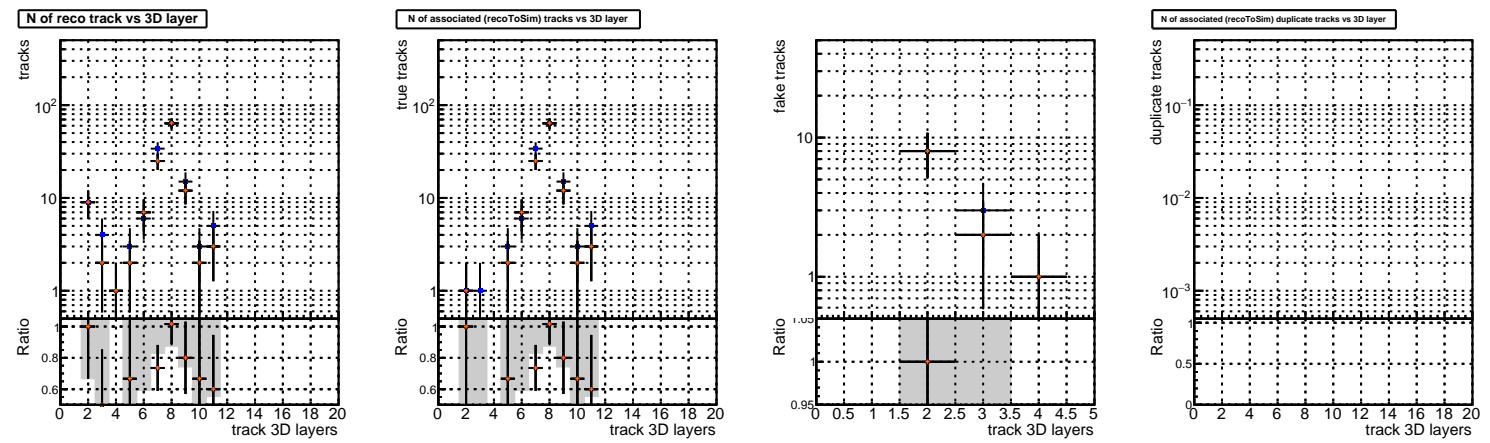 N of reco track vs 3D layer
tracks
10²
10
1
Ratio
1
0.8
0.6
0 2 4 6 8 10 12 14 16 18 20
track 3D layers
N of associated (recoToSim) tracks vs 3D layer
true tracks
10²
10
1
Ratio
1
0.8
0.6
0 2 4 6 8 10 12 14 16 18 20
track 3D layers
fake tracks
10
1
Ratio
1.05
1
0.95
0 0.5 1 1.5 2 2.5 3 3.5 4 4.5 5
track 3D layers
N of associated (recoToSim) duplicate tracks vs 3D layer
duplicate tracks
10⁻¹
10⁻²
10⁻³
Ratio
1
0.5
0
0 2 4 6 8 10 12 14 16 18 20
track 3D layers